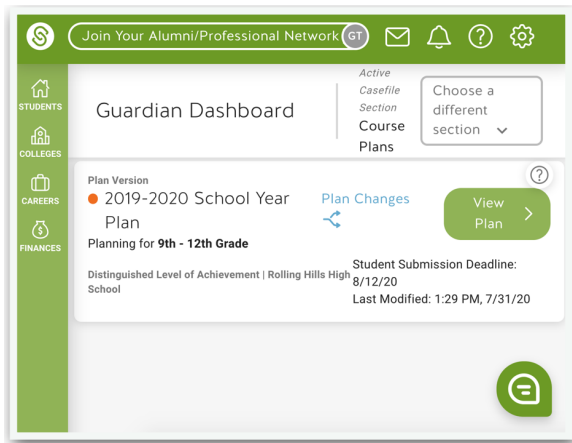 Join Your Alumni/Professional Network
GT
STUDENTS
COLLEGES
CAREERS
FINANCES
Guardian Dashboard
Active
Casefile
Section
Course
Plans
Choose a
different
section
Plan Version
2019-2020 School Year
Plan
Planning for 9th - 12th Grade
Distinguished Level of Achievement | Rolling Hills High
School
Plan Changes
View
Plan
Student Submission Deadline:
8/12/20
Last Modified: 1:29 PM, 7/31/20